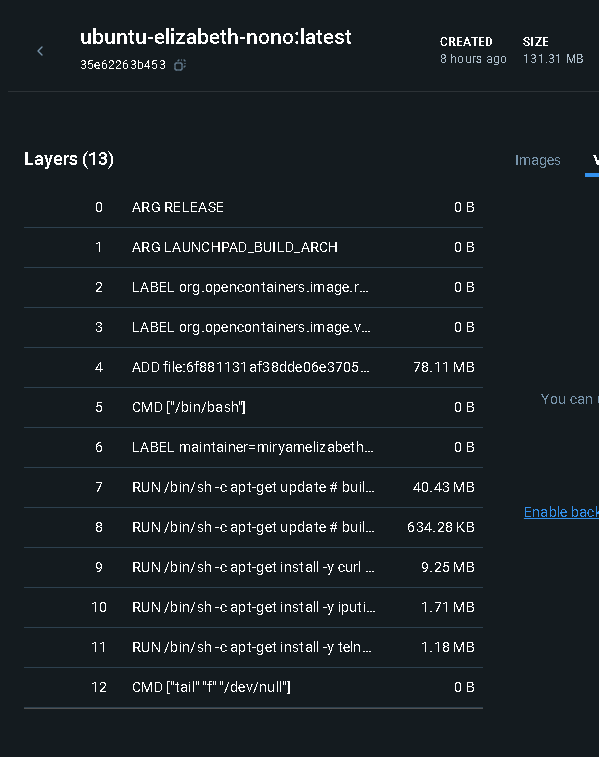 ubuntu-elizabeth-nono:latest
35e62263b453
CREATED
8 hours ago
SIZE
131.31 MB
Layers (13)
Images
0 ARG RELEASE 0 B
1 ARG LAUNCHPAD_BUILD_ARCH 0 B
2 LABEL org.opencontainers.image.r... 0 B
3 LABEL org.opencontainers.image.v... 0 B
4 ADD file:6f881131af38dde06e3705... 78.11 MB
5 CMD ["/bin/bash"] 0 B
6 LABEL maintainer=miryamelizabeth... 0 B
7 RUN /bin/sh -c apt-get update # buil... 40.43 MB
8 RUN /bin/sh -c apt-get update # buil... 634.28 KB
9 RUN /bin/sh -c apt-get install -y curl ... 9.25 MB
10 RUN /bin/sh -c apt-get install -y iputi... 1.71 MB
11 RUN /bin/sh -c apt-get install -y teln... 1.18 MB
12 CMD ["tail" "f" "/dev/null"] 0 B
You can
Enable back